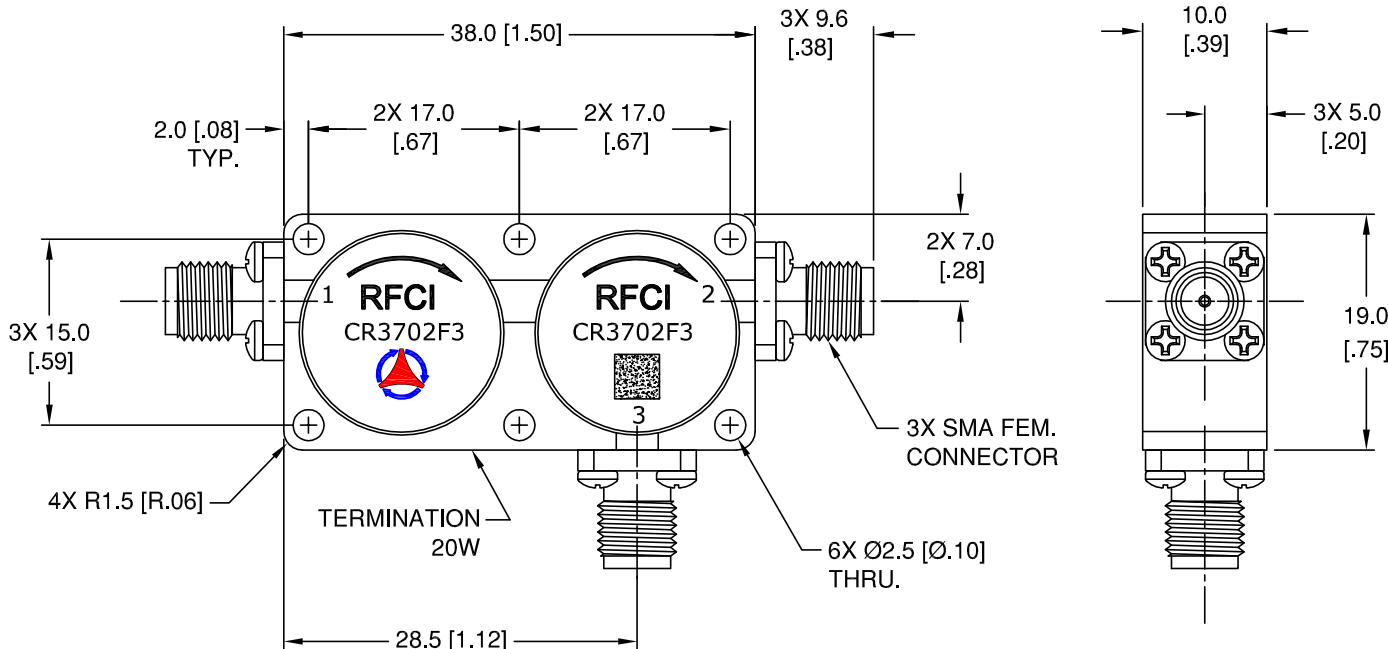 38.0 [1.50]
3X 9.6
[.38]
10.0
[.39]
2.0 [.08]
TYP.
2X 17.0
[.67]
2X 17.0
[.67]
3X 5.0
[.20]
2X 7.0
[.28]
3X 15.0
[.59]
1
RFCI
CR3702F3
RFCI
2
CR3702F3
3
19.0
[.75]
3X SMA FEM.
CONNECTOR
4X R1.5 [R.06]
TERMINATION
20W
6X Ø2.5 [Ø.10]
THRU.
28.5 [1.12]